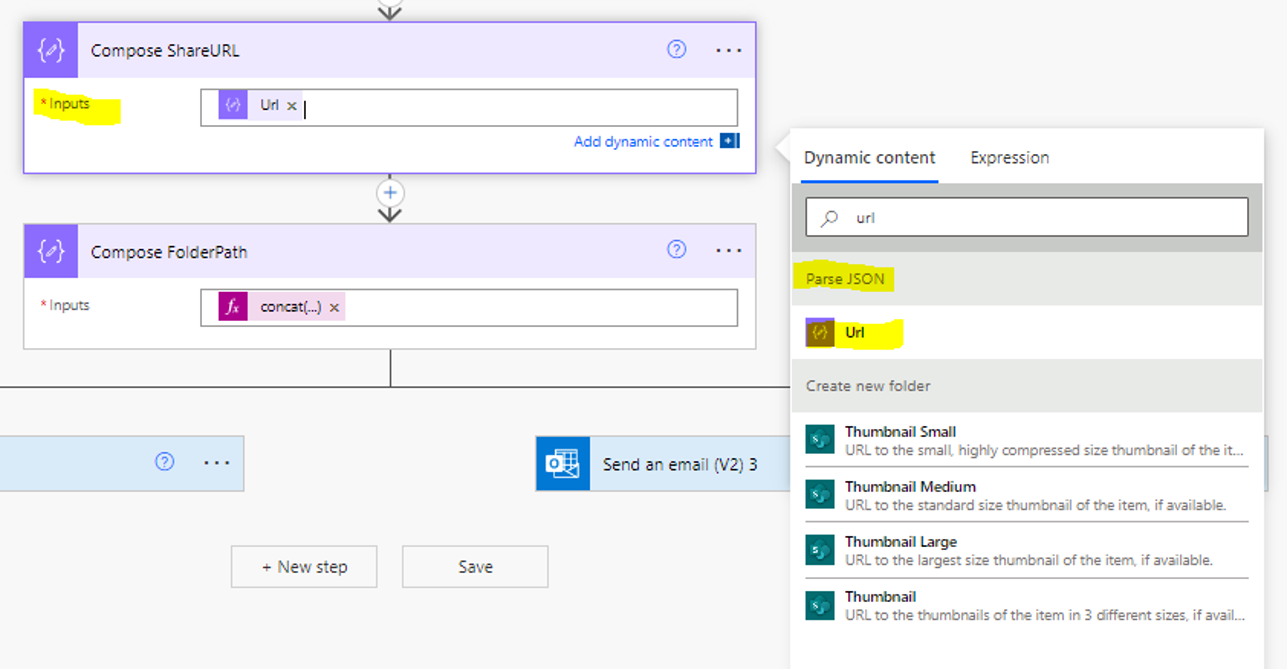 Compose ShareURL
* Inputs
Url ×
Add dynamic content
Compose FolderPath
* Inputs
fx concat(...) ×
Send an email (V2) 3
+ New step
Save
Dynamic content Expression
url
Parse JSON
Url
Create new folder
Thumbnail Small
URL to the small, highly compressed size thumbnail of the it...
Thumbnail Medium
URL to the standard size thumbnail of the item, if available.
Thumbnail Large
URL to the largest size thumbnail of the item, if available.
Thumbnail
URL to the thumbnails of the item in 3 different sizes, if avail...